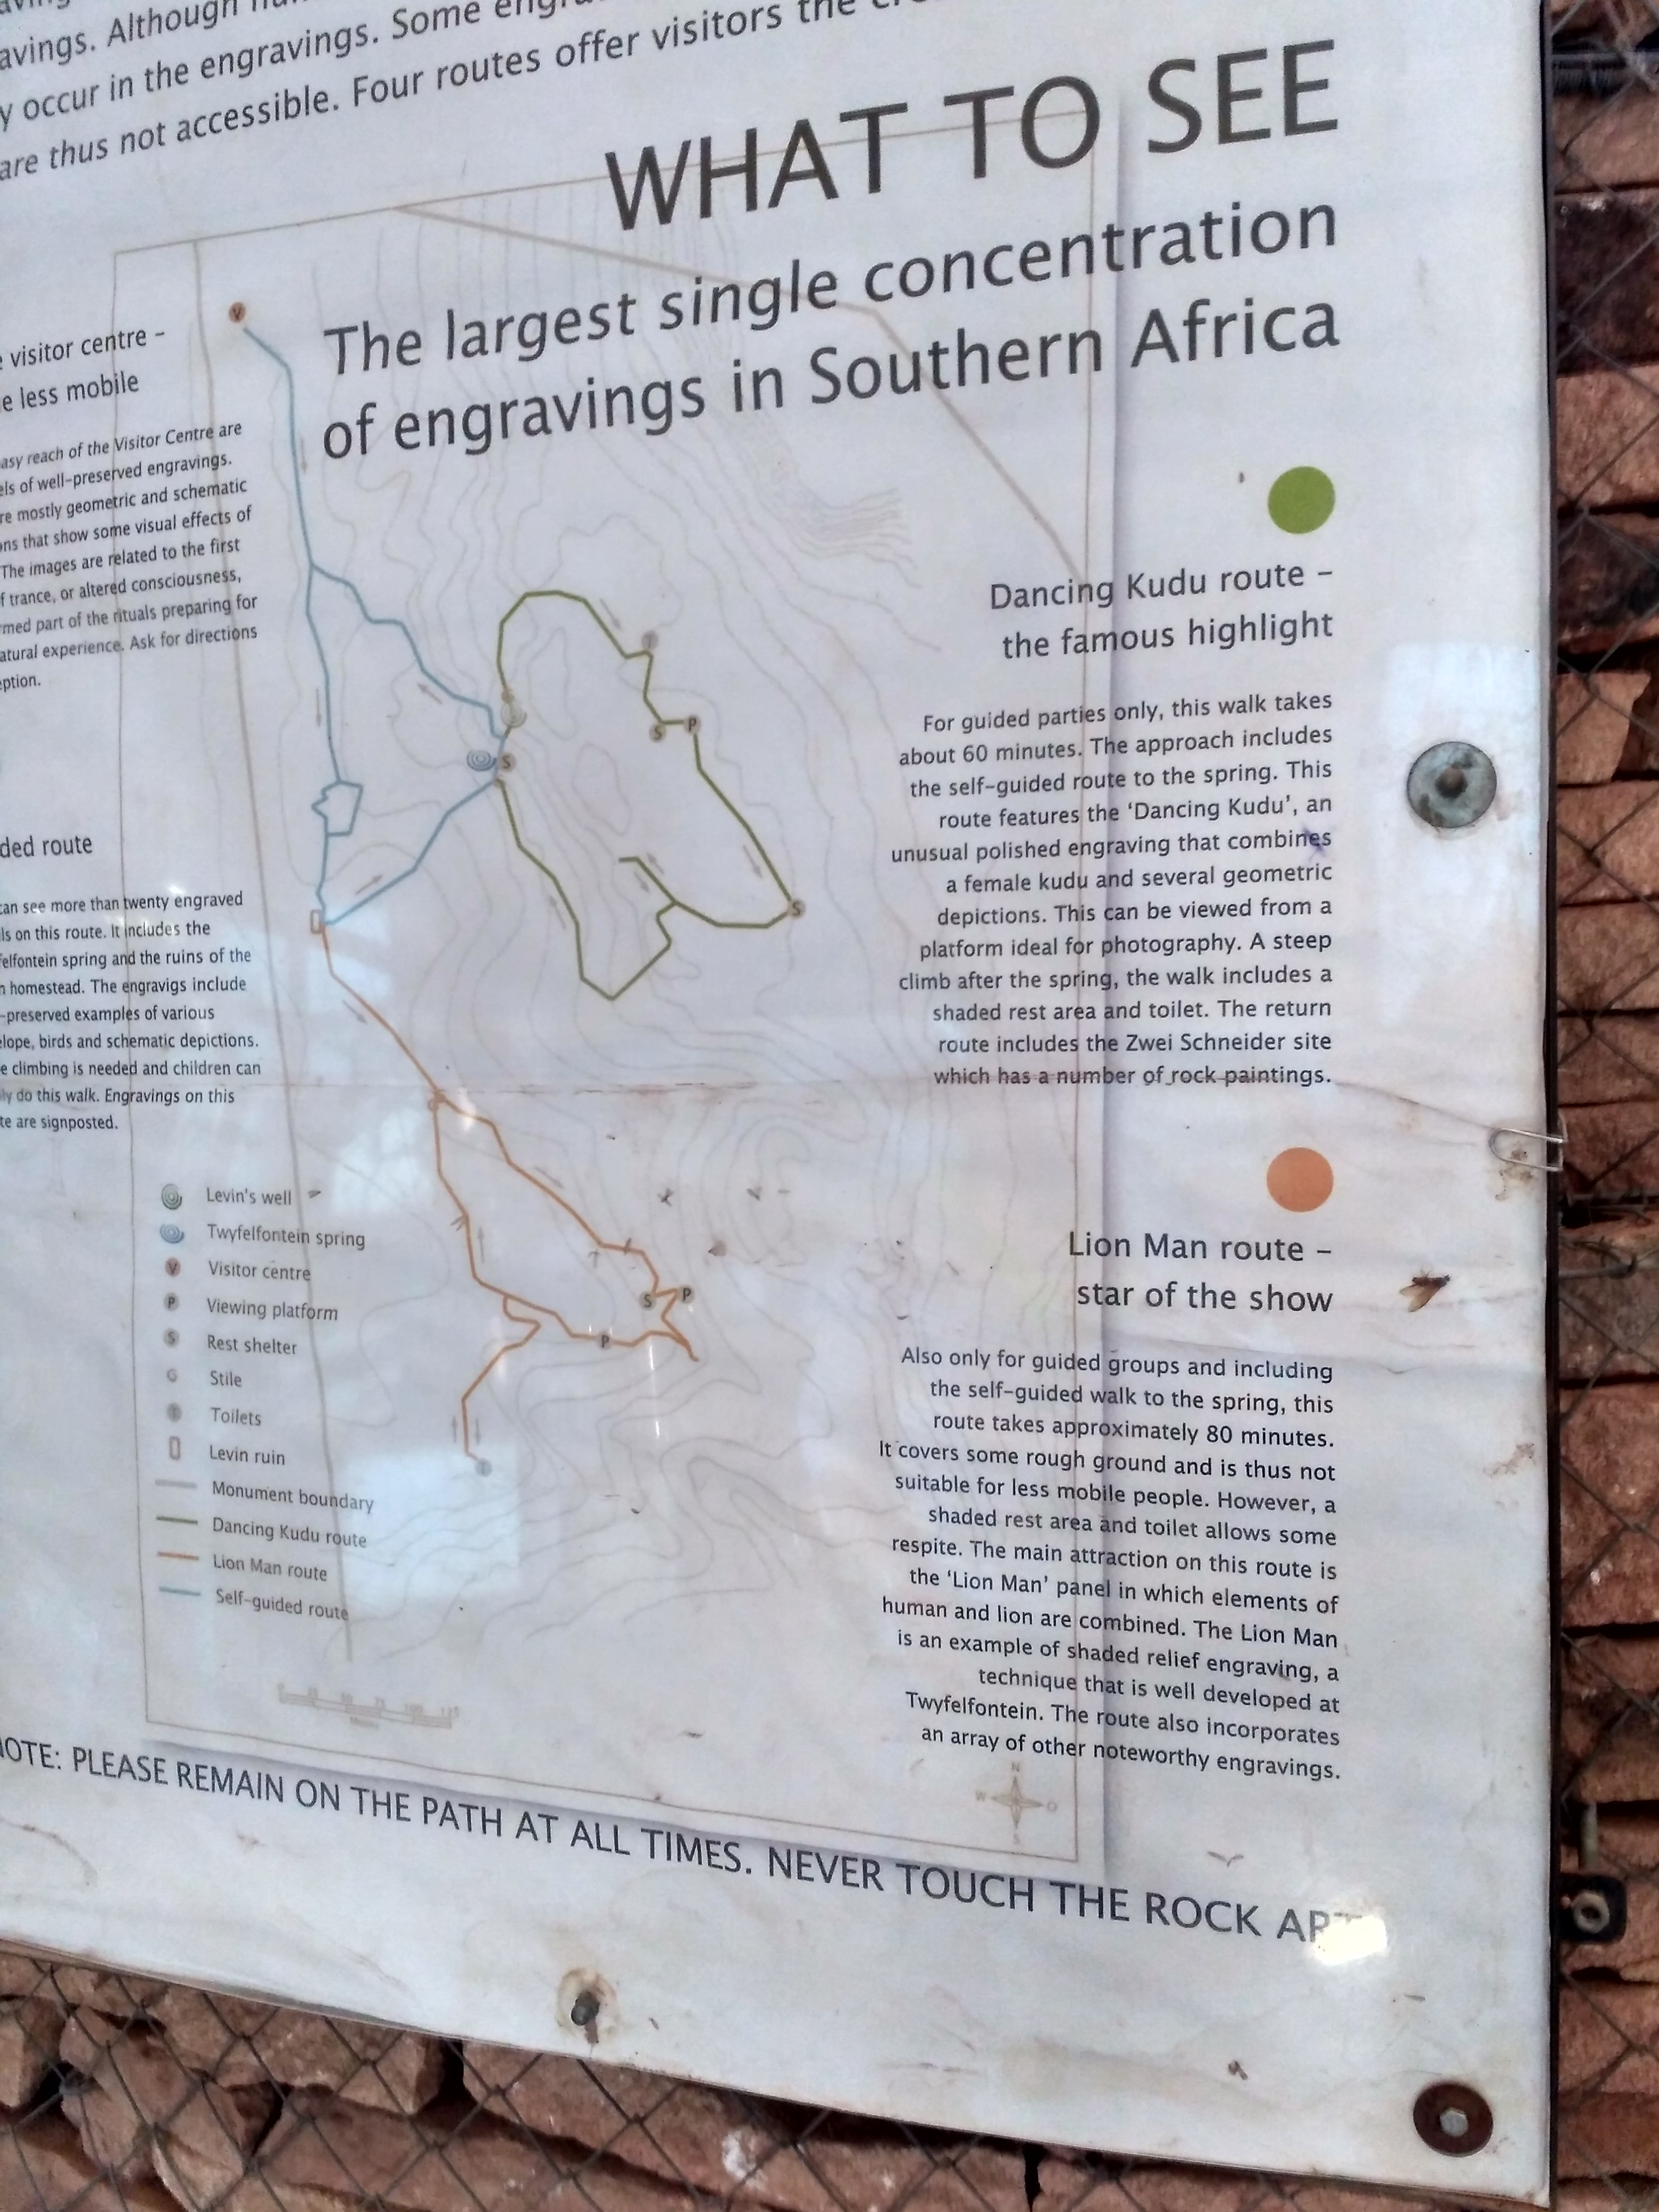 avings. Although
y occur in the engravings. Some
are thus not accessible. Four routes offer visitors the
WHAT TO SEE
The largest single concentration
of engravings in Southern Africa
V
visitor centre –
e less mobile
asy reach of the Visitor Centre are
els of well-preserved engravings.
re mostly geometric and schematic
ons that show some visual effects of
The images are related to the first
f trance, or altered consciousness,
rmed part of the rituals preparing for
atural experience. Ask for directions
eption.
ded route
can see more than twenty engraved
ls on this route. It includes the
felfontein spring and the ruins of the
n homestead. The engravigs include
-preserved examples of various
elope, birds and schematic depictions.
e climbing is needed and children can
ly do this walk. Engravings on this
te are signposted.
T
S P
S
S
S P
P
Dancing Kudu route –
the famous highlight
For guided parties only, this walk takes
about 60 minutes. The approach includes
the self-guided route to the spring. This
route features the ‘Dancing Kudu’, an
unusual polished engraving that combines
a female kudu and several geometric
depictions. This can be viewed from a
platform ideal for photography. A steep
climb after the spring, the walk includes a
shaded rest area and toilet. The return
route includes the Zwei Schneider site
which has a number of rock paintings.
Lion Man route –
star of the show
Also only for guided groups and including
the self-guided walk to the spring, this
route takes approximately 80 minutes.
It covers some rough ground and is thus not
suitable for less mobile people. However, a
shaded rest area and toilet allows some
respite. The main attraction on this route is
the ‘Lion Man’ panel in which elements of
human and lion are combined. The Lion Man
is an example of shaded relief engraving, a
technique that is well developed at
Twyfelfontein. The route also incorporates
an array of other noteworthy engravings.
Levin's well
Twyfelfontein spring
V Visitor centre
P Viewing platform
S Rest shelter
G Stile
T Toilets
Levin ruin
Monument boundary
Dancing Kudu route
Lion Man route
Self-guided route
N
W O
S
NOTE: PLEASE REMAIN ON THE PATH AT ALL TIMES. NEVER TOUCH THE ROCK ART